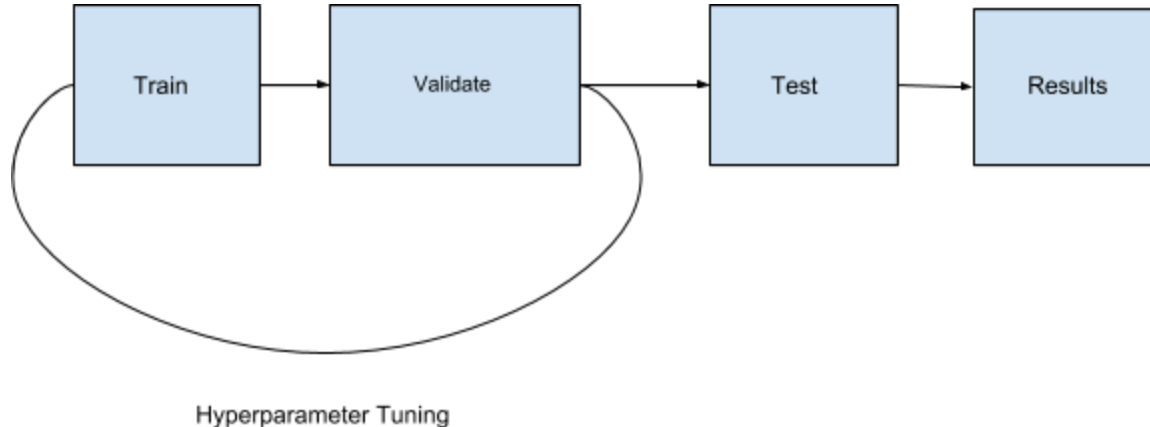 Train
Validate
Test
Results
Hyperparameter Tuning